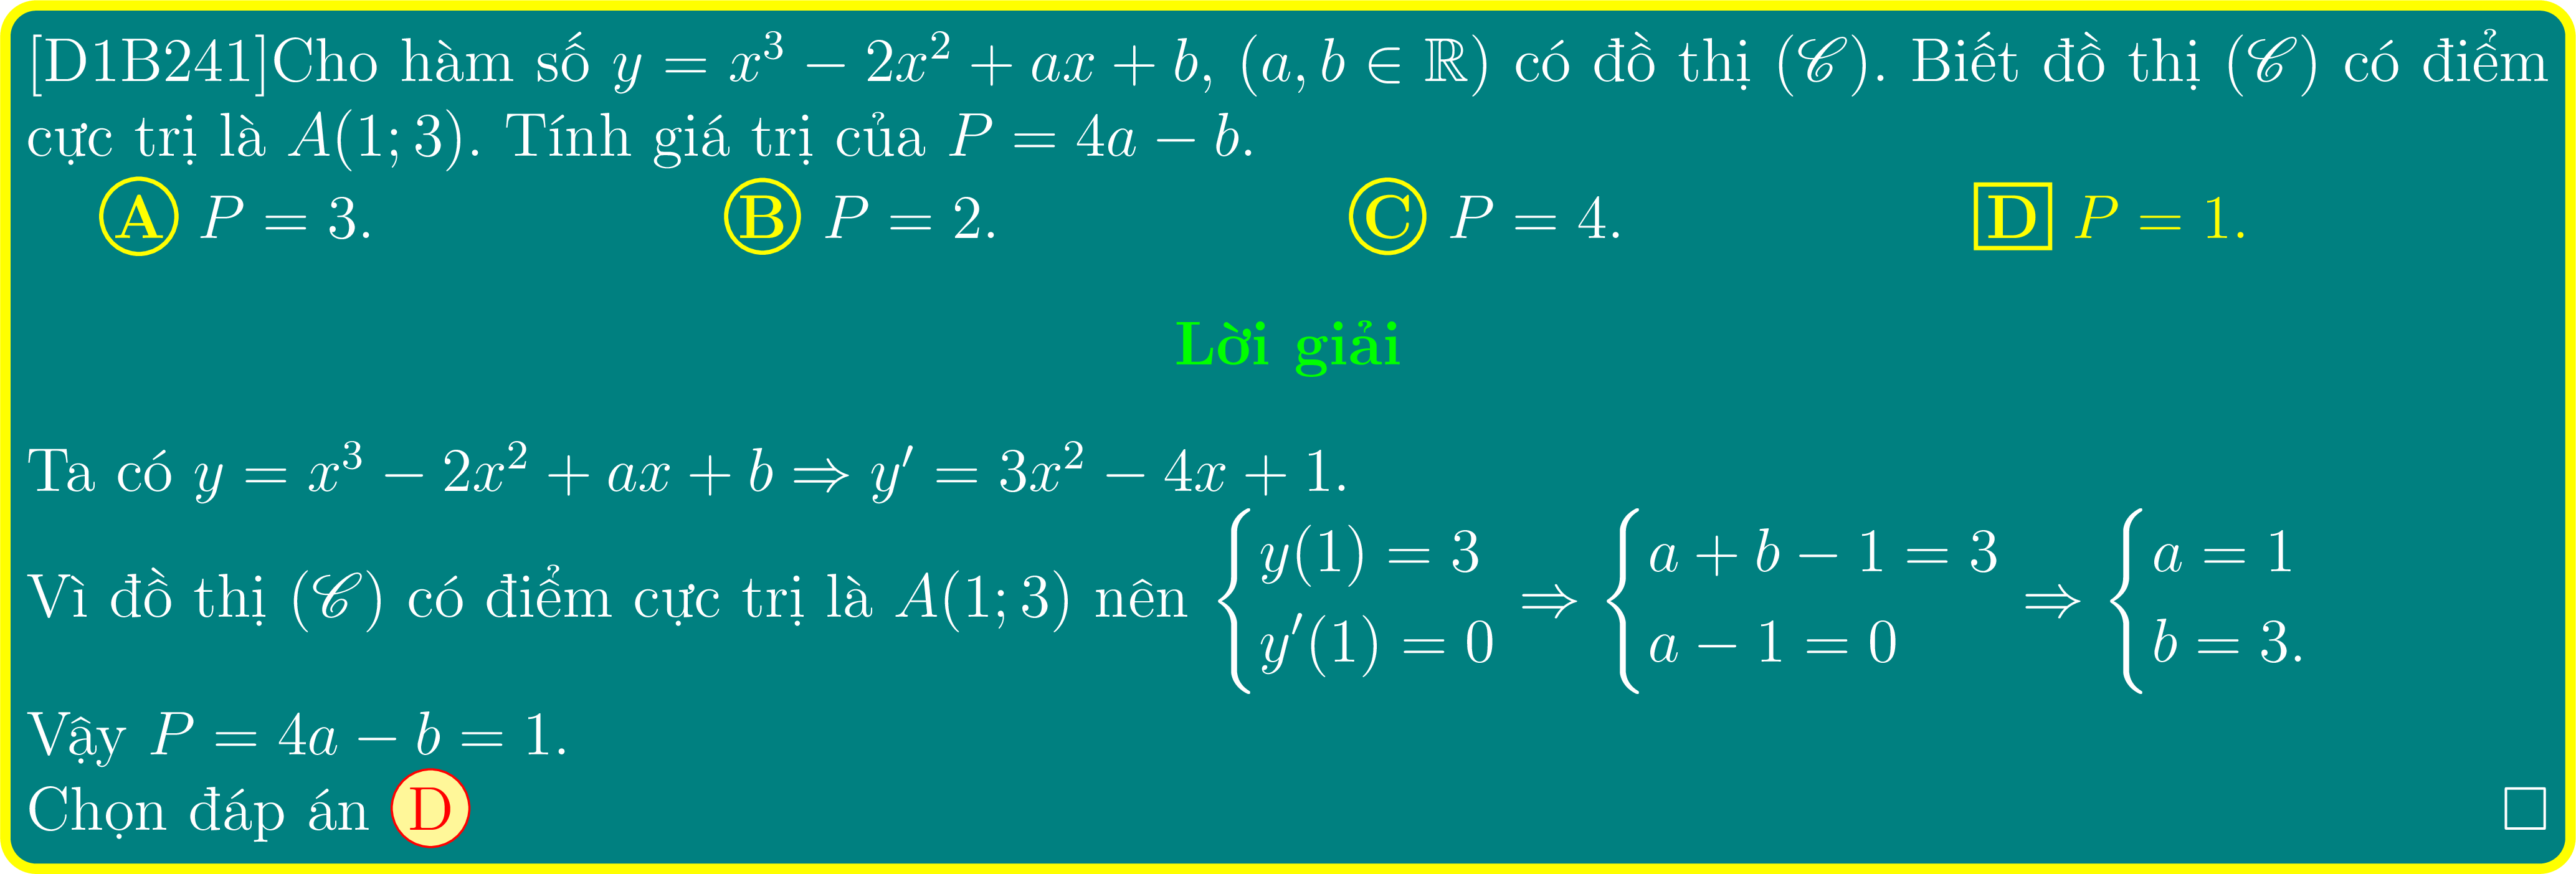 [D1B241]Cho hàm số $y = x^3 - 2x^2 + ax + b$, $(a, b \in \mathbb{R})$ có đồ thị $(\mathscr{C})$. Biết đồ thị $(\mathscr{C})$ có điểm
cực trị là $A(1; 3)$. Tính giá trị của $P = 4a - b$.
Ⓐ $P = 3$. Ⓑ $P = 2$. Ⓒ $P = 4$. D $P = 1$.
Lời giải
Ta có $y = x^3 - 2x^2 + ax + b \Rightarrow y' = 3x^2 - 4x + 1$.
Vì đồ thị $(\mathscr{C})$ có điểm cực trị là $A(1; 3)$ nên $\begin{cases} y(1) = 3 \\ y'(1) = 0 \end{cases} \Rightarrow \begin{cases} a + b - 1 = 3 \\ a - 1 = 0 \end{cases} \Rightarrow \begin{cases} a = 1 \\ b = 3. \end{cases}$
Vậy $P = 4a - b = 1$.
Chọn đáp án Ⓓ □